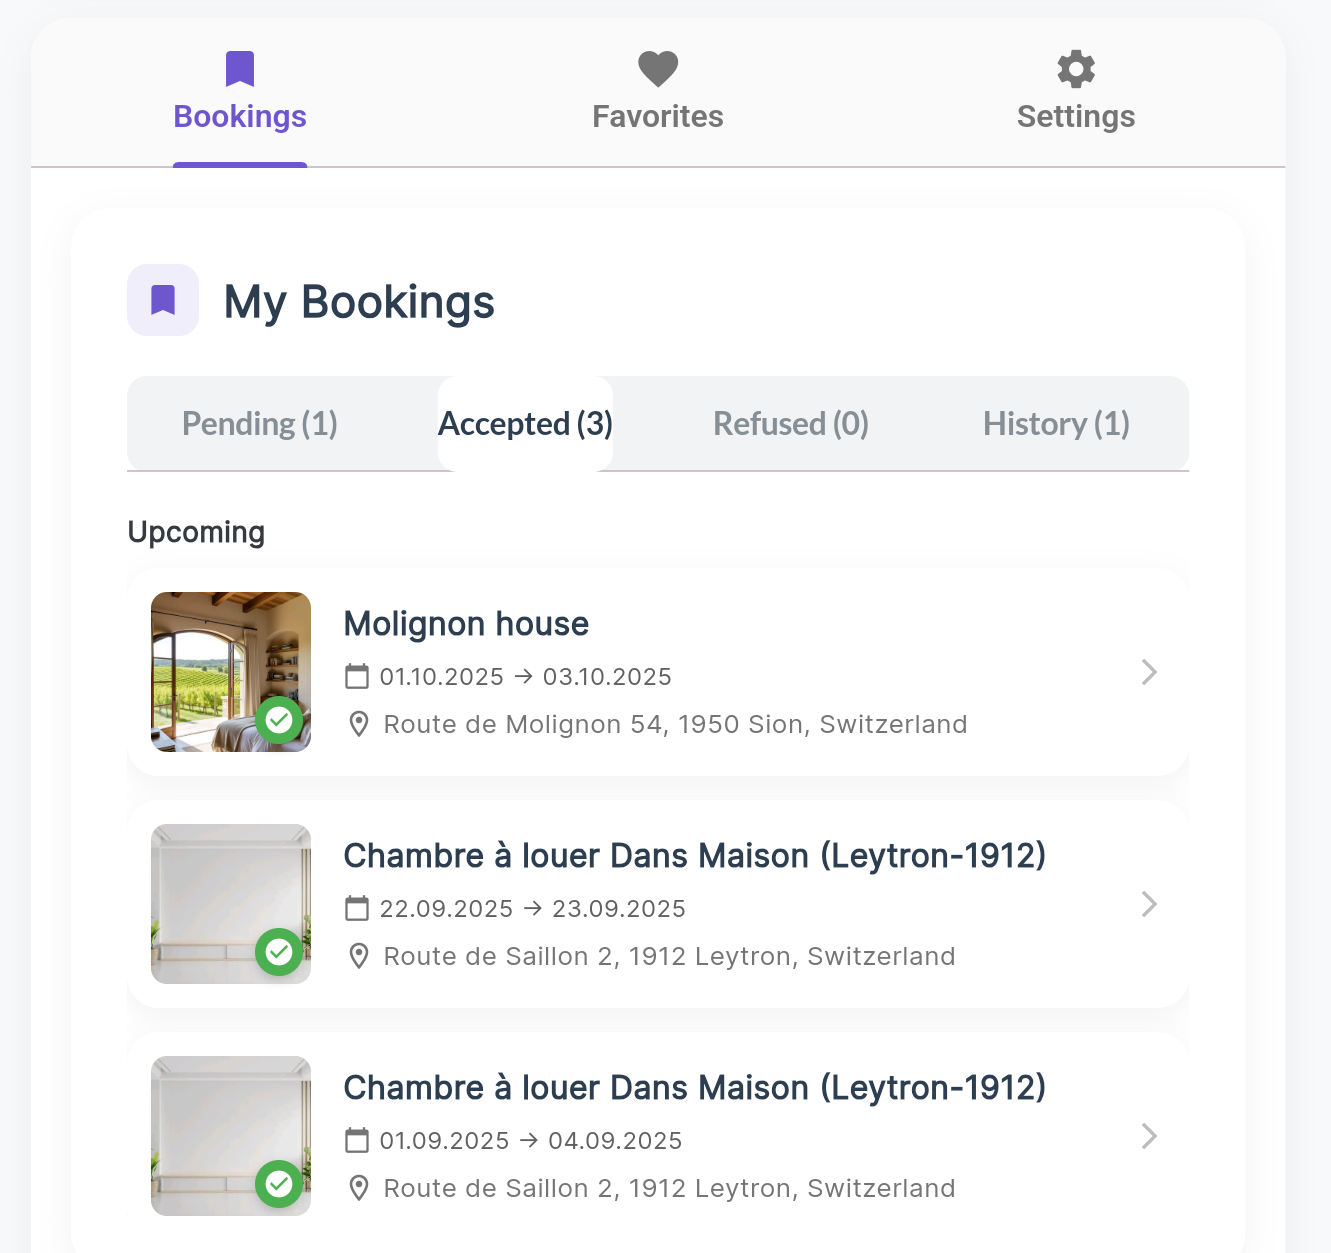 Bookings
Favorites
Settings
My Bookings
Pending (1)
Accepted (3)
Refused (0)
History (1)
Upcoming
Molignon house
01.10.2025 → 03.10.2025
Route de Molignon 54, 1950 Sion, Switzerland
Chambre à louer Dans Maison (Leytron-1912)
22.09.2025 → 23.09.2025
Route de Saillon 2, 1912 Leytron, Switzerland
Chambre à louer Dans Maison (Leytron-1912)
01.09.2025 → 04.09.2025
Route de Saillon 2, 1912 Leytron, Switzerland